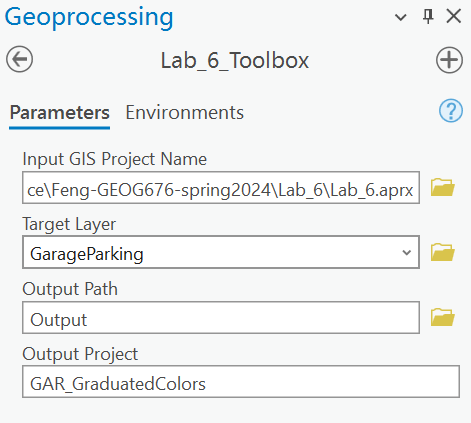 Geoprocessing
Lab_6_Toolbox
Parameters Environments
Input GIS Project Name
ce\Feng-GEOG676-spring2024\Lab_6\Lab_6.aprx
Target Layer
GarageParking
Output Path
Output
Output Project
GAR_GraduatedColors